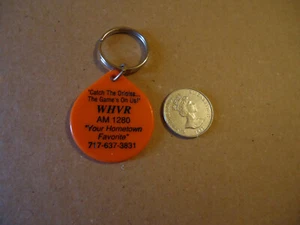 "Catch The Orioles...
The Game's On Us!!"
WHVR
AM 1280
"Your Hometown
Favorite"
717-637-3831